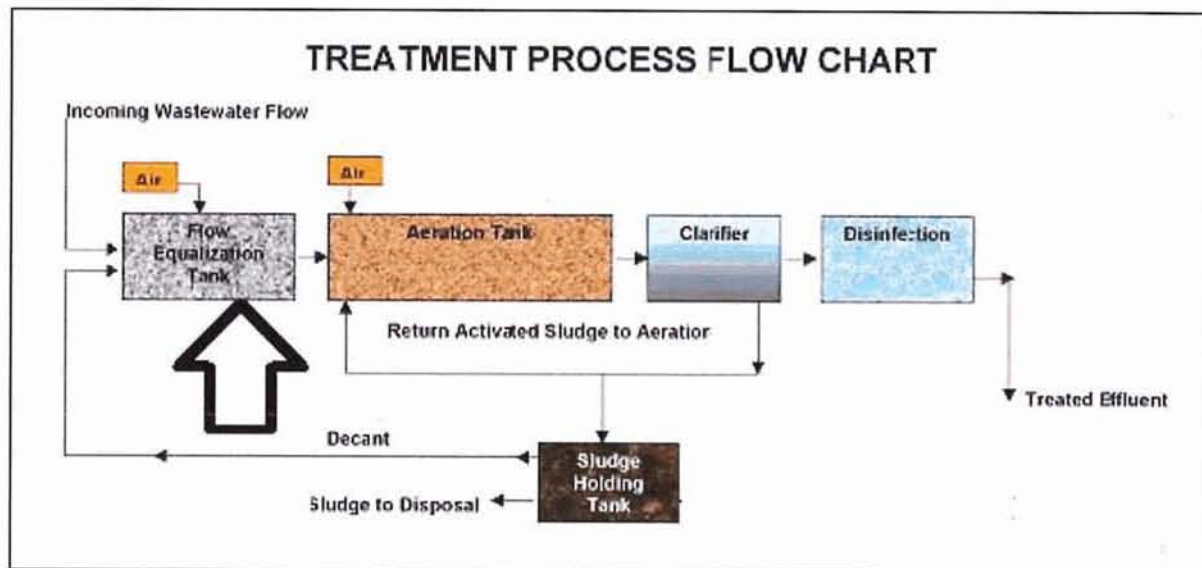 TREATMENT PROCESS FLOW CHART
Incoming Wastewater Flow
Air
Air
Flow
Equalization
Tank
Aeration Tank
Clarifier
Disinfection
Return Activated Sludge to Aeration
Treated Effluent
Decant
Sludge
Holding
Tank
Sludge to Disposal